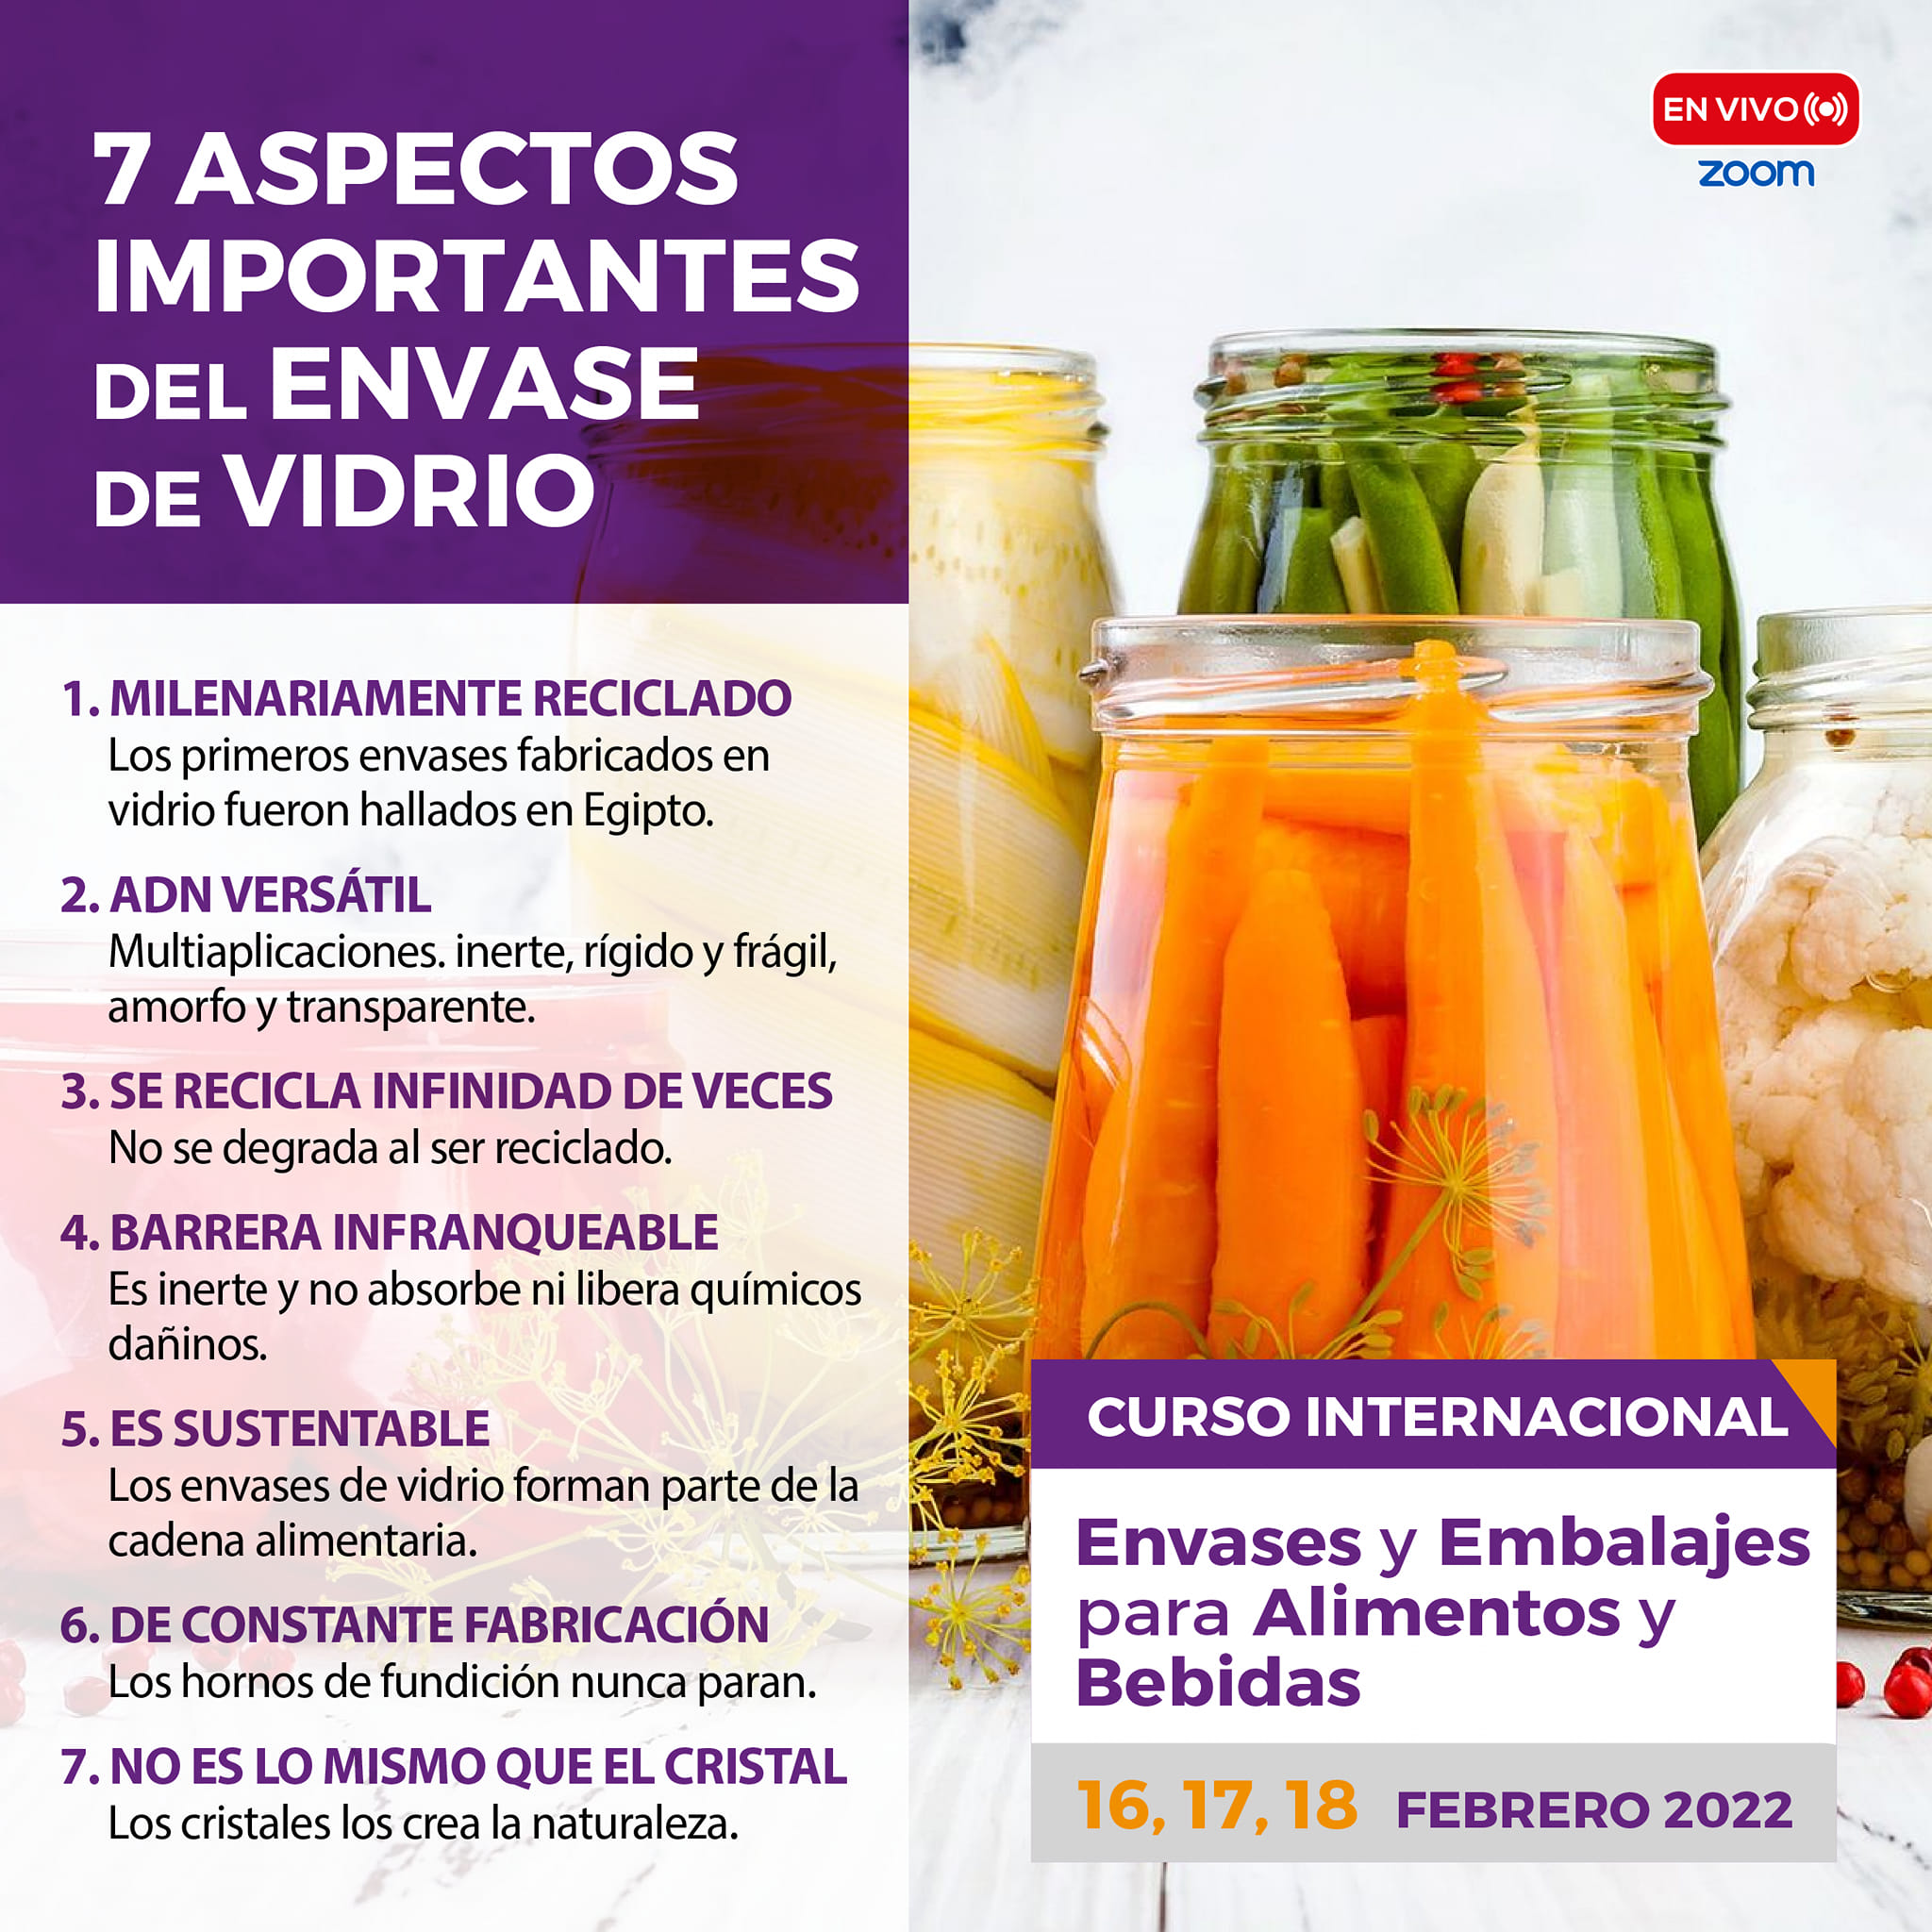 7 ASPECTOS
IMPORTANTES
DEL ENVASE
DE VIDRIO
1. MILENARIAMENTE RECICLADO
Los primeros envases fabricados en
vidrio fueron hallados en Egipto.
2. ADN VERSÁTIL
Multiaplicaciones. inerte, rígido y frágil,
amorfo y transparente.
3. SE RECICLA INFINIDAD DE VECES
No se degrada al ser reciclado.
4. BARRERA INFRANQUEABLE
Es inerte y no absorbe ni libera químicos
dañinos.
5. ES SUSTENTABLE
Los envases de vidrio forman parte de la
cadena alimentaria.
6. DE CONSTANTE FABRICACIÓN
Los hornos de fundición nunca paran.
7. NO ES LO MISMO QUE EL CRISTAL
Los cristales los crea la naturaleza.
EN VIVO
zoom
CURSO INTERNACIONAL
Envases y Embalajes
para Alimentos y
Bebidas
16, 17, 18 FEBRERO 2022